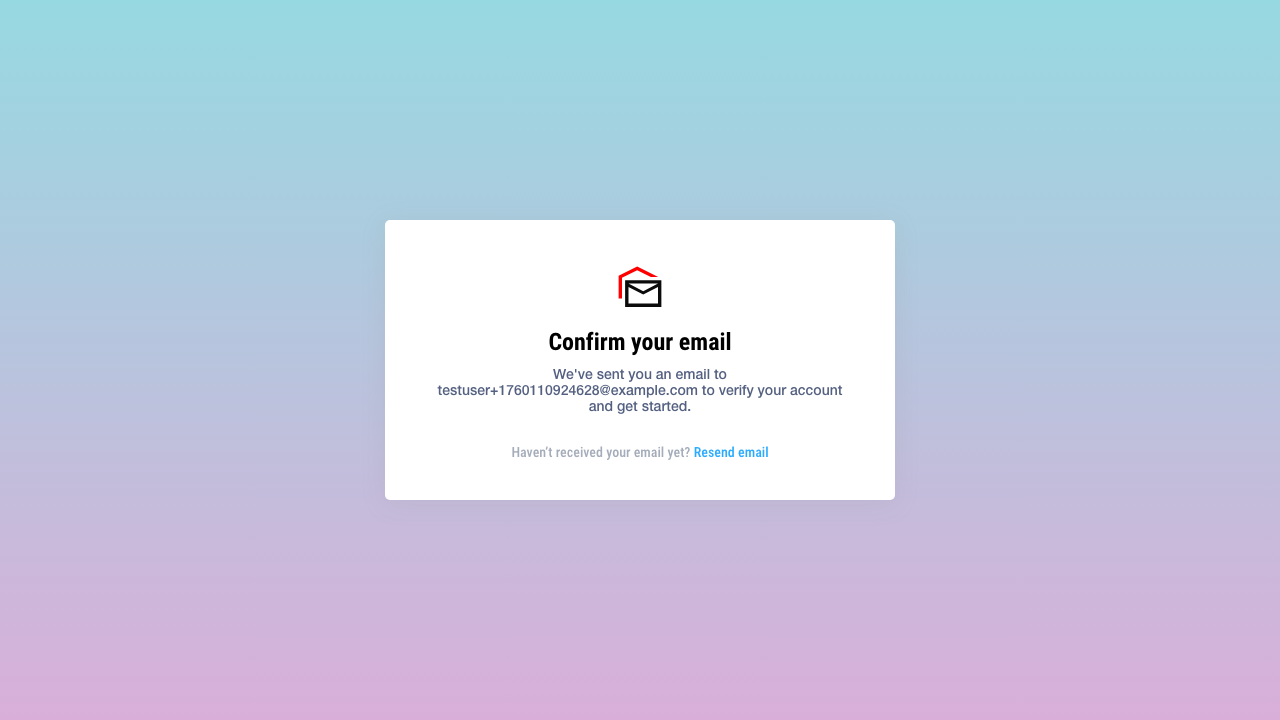 Confirm your email
We've sent you an email to
testuser+1760110924628@example.com to verify your account
and get started.
Haven't received your email yet? Resend email